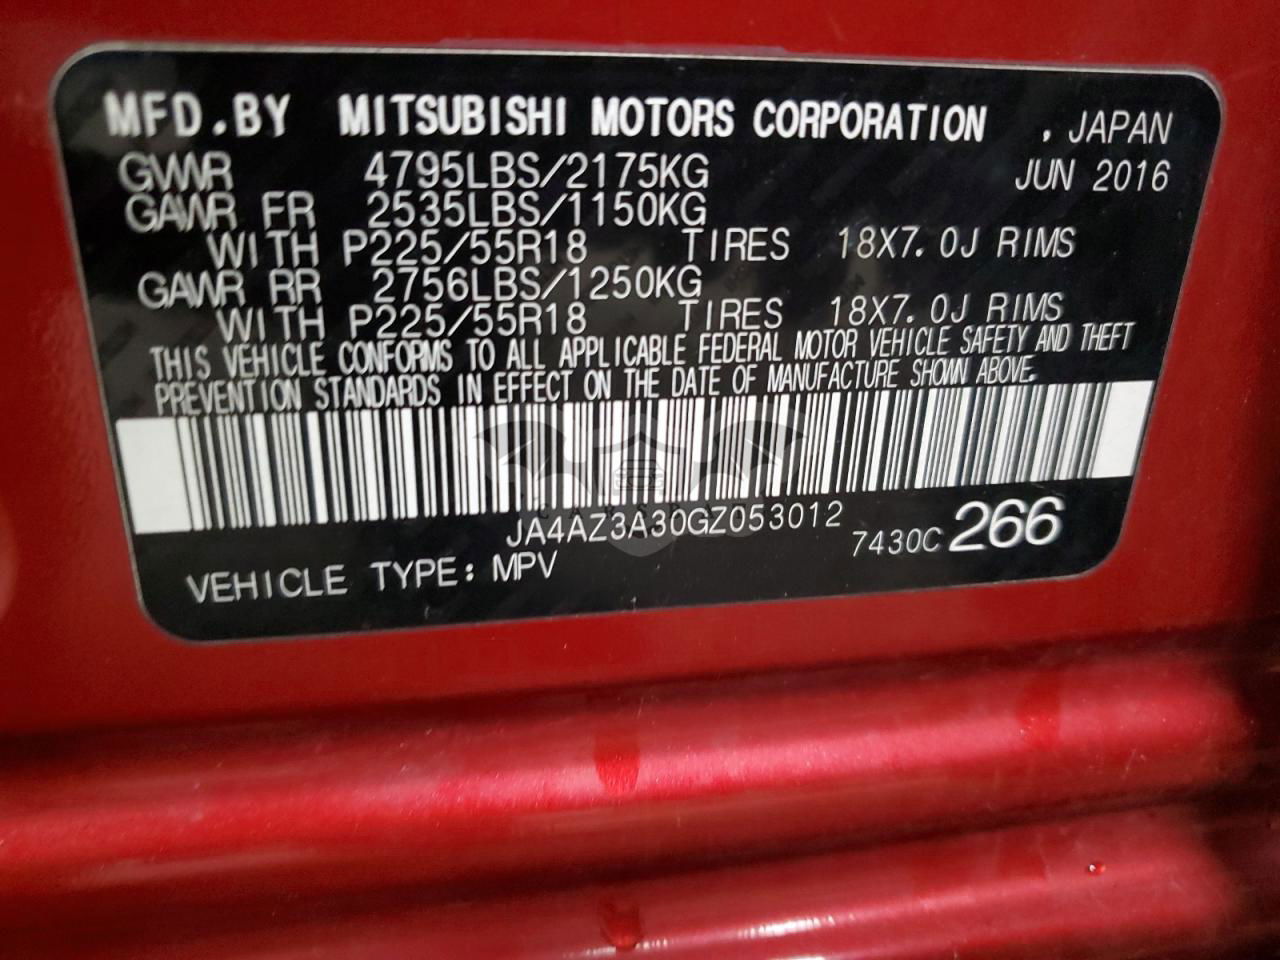 MFD.BY MITSUBISHI MOTORS CORPORATION , JAPAN
GVWR 4795LBS/2175KG JUN 2016
GAWR FR 2535LBS/1150KG
WITH P225/55R18 TIRES 18X7.0J RIMS
GAWR RR 2756LBS/1250KG
WITH P225/55R18 TIRES 18X7.0J RIMS
THIS VEHICLE CONFORMS TO ALL APPLICABLE FEDERAL MOTOR VEHICLE SAFETY AND THEFT
PREVENTION STANDARDS IN EFFECT ON THE DATE OF MANUFACTURE SHOWN ABOVE.
JA4AZ3A30GZ053012 7430C 266
VEHICLE TYPE: MPV